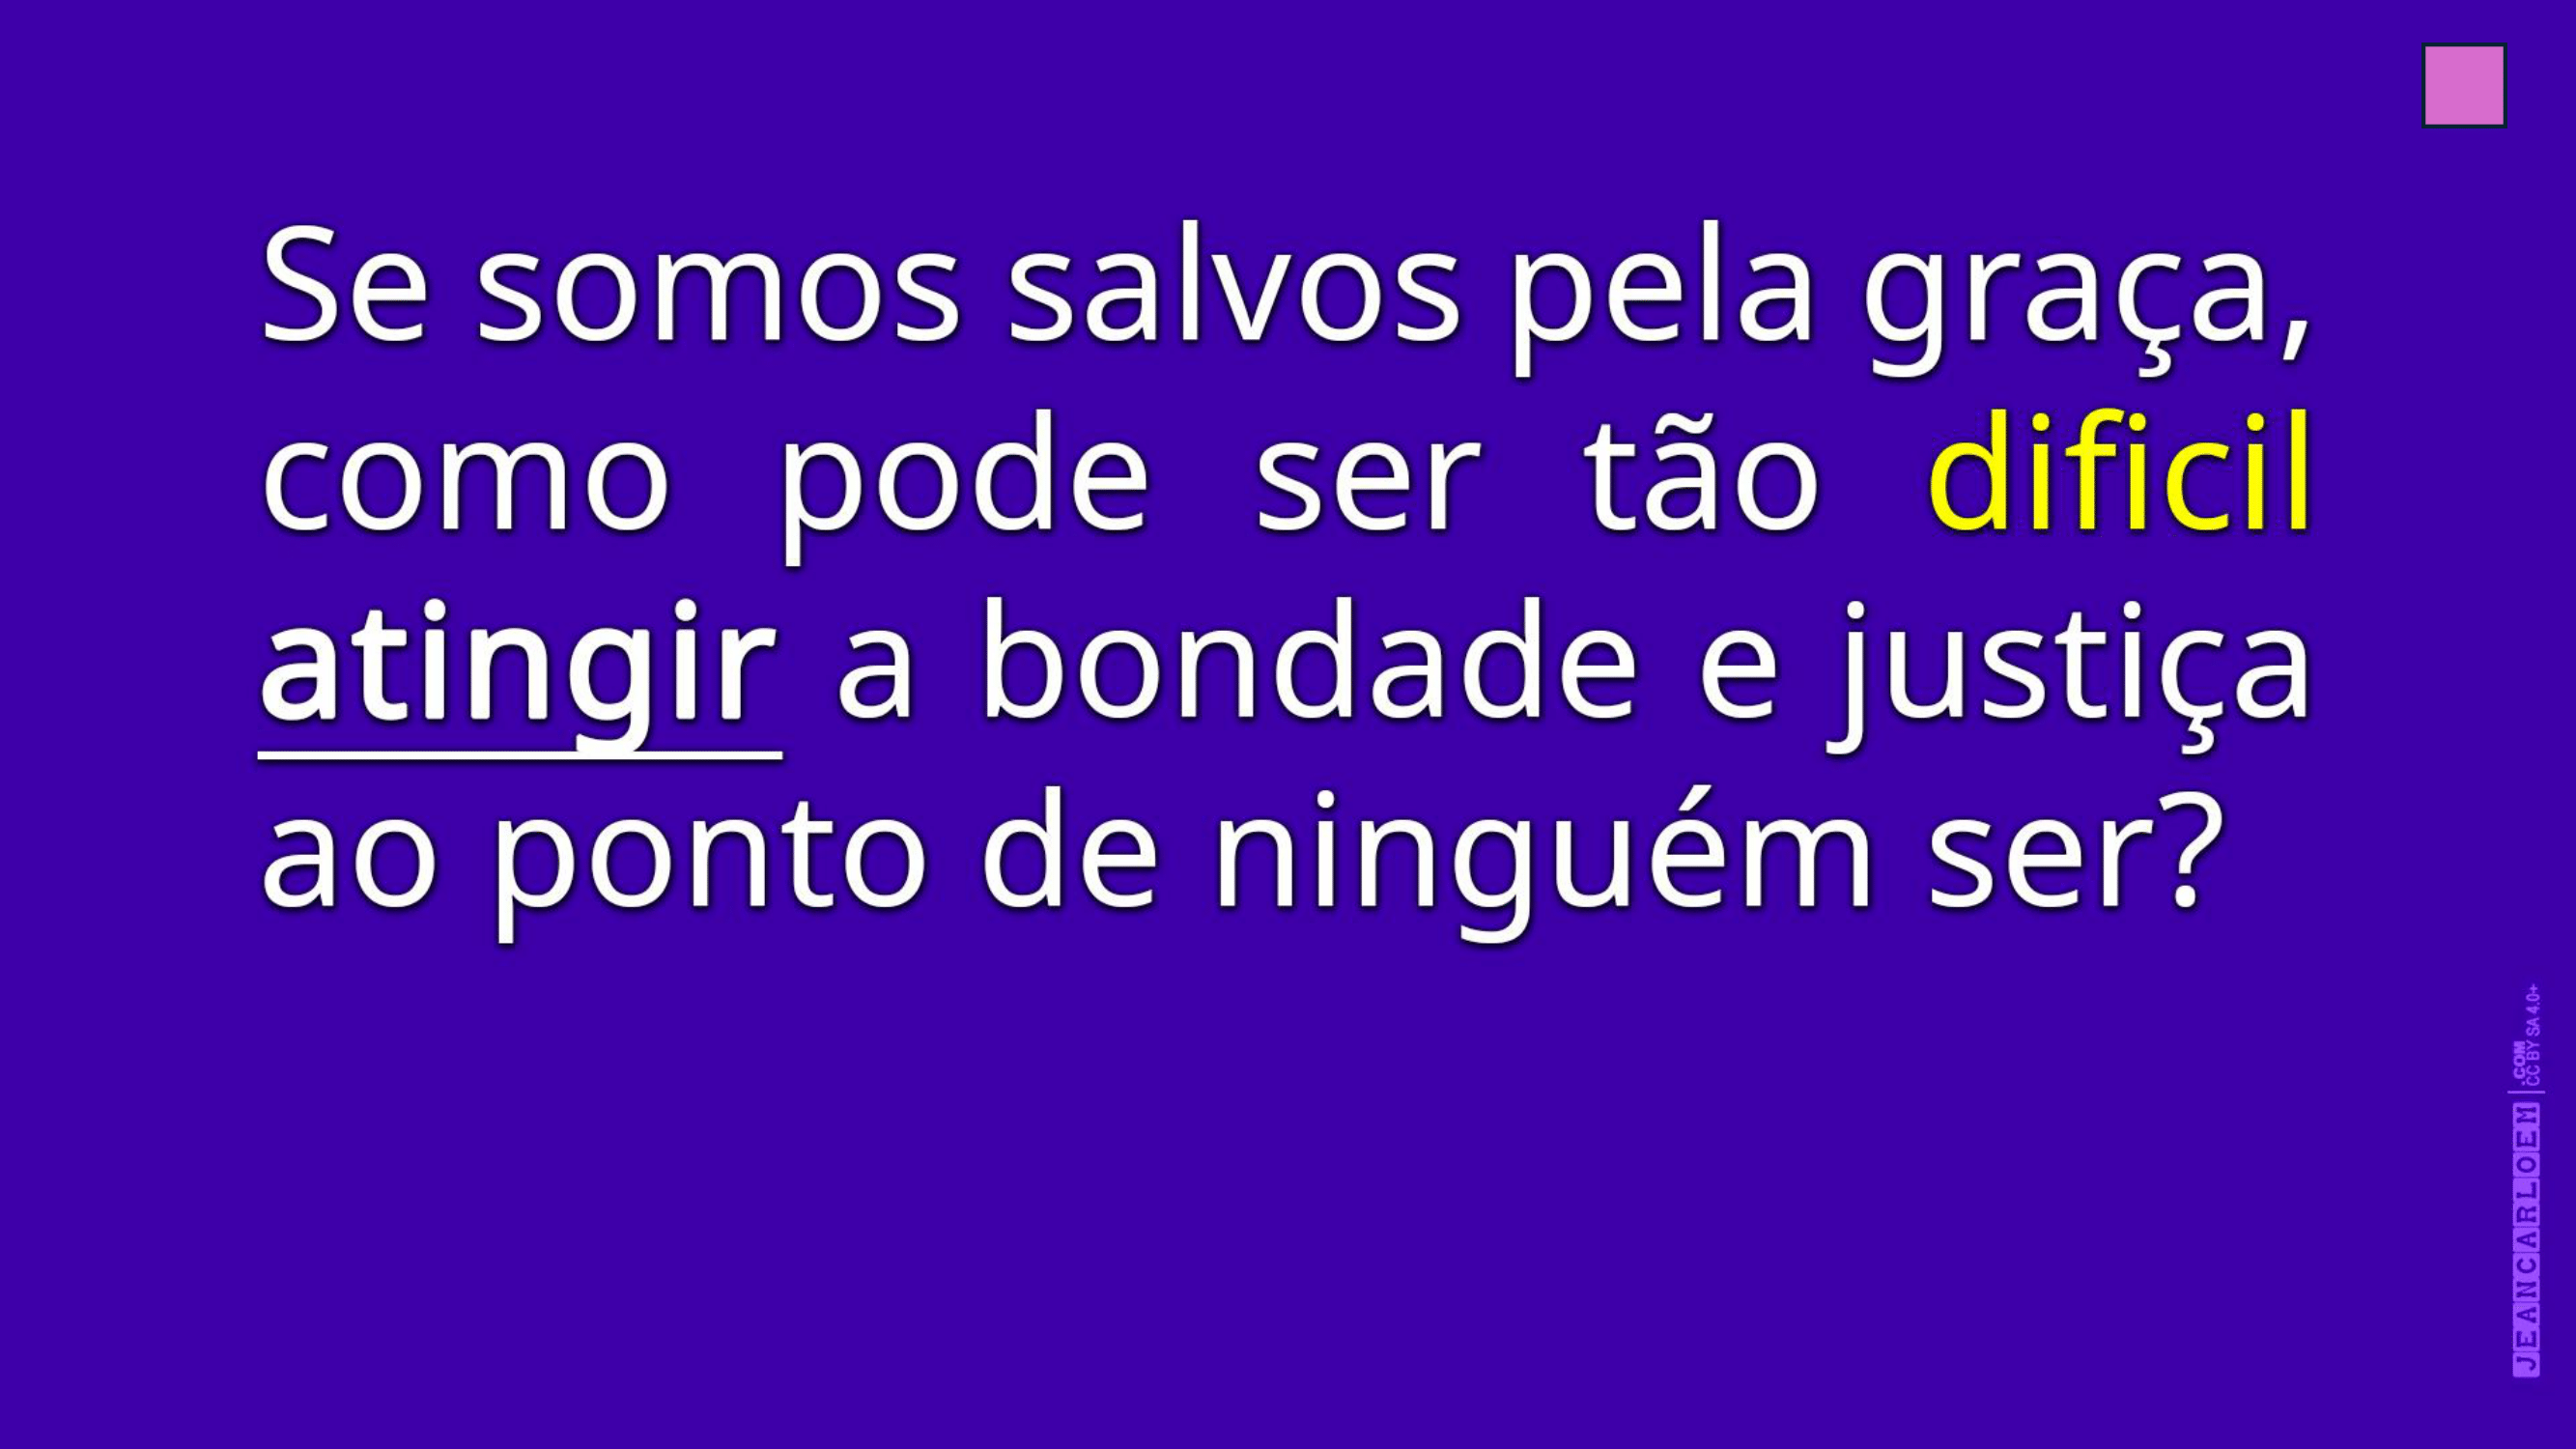 Se somos salvos pela graça,
como pode ser tão dificil
atingir a bondade e justiça
ao ponto de ninguém ser?
JEANCARLOEM
.COM
CC BY SA 4.0+